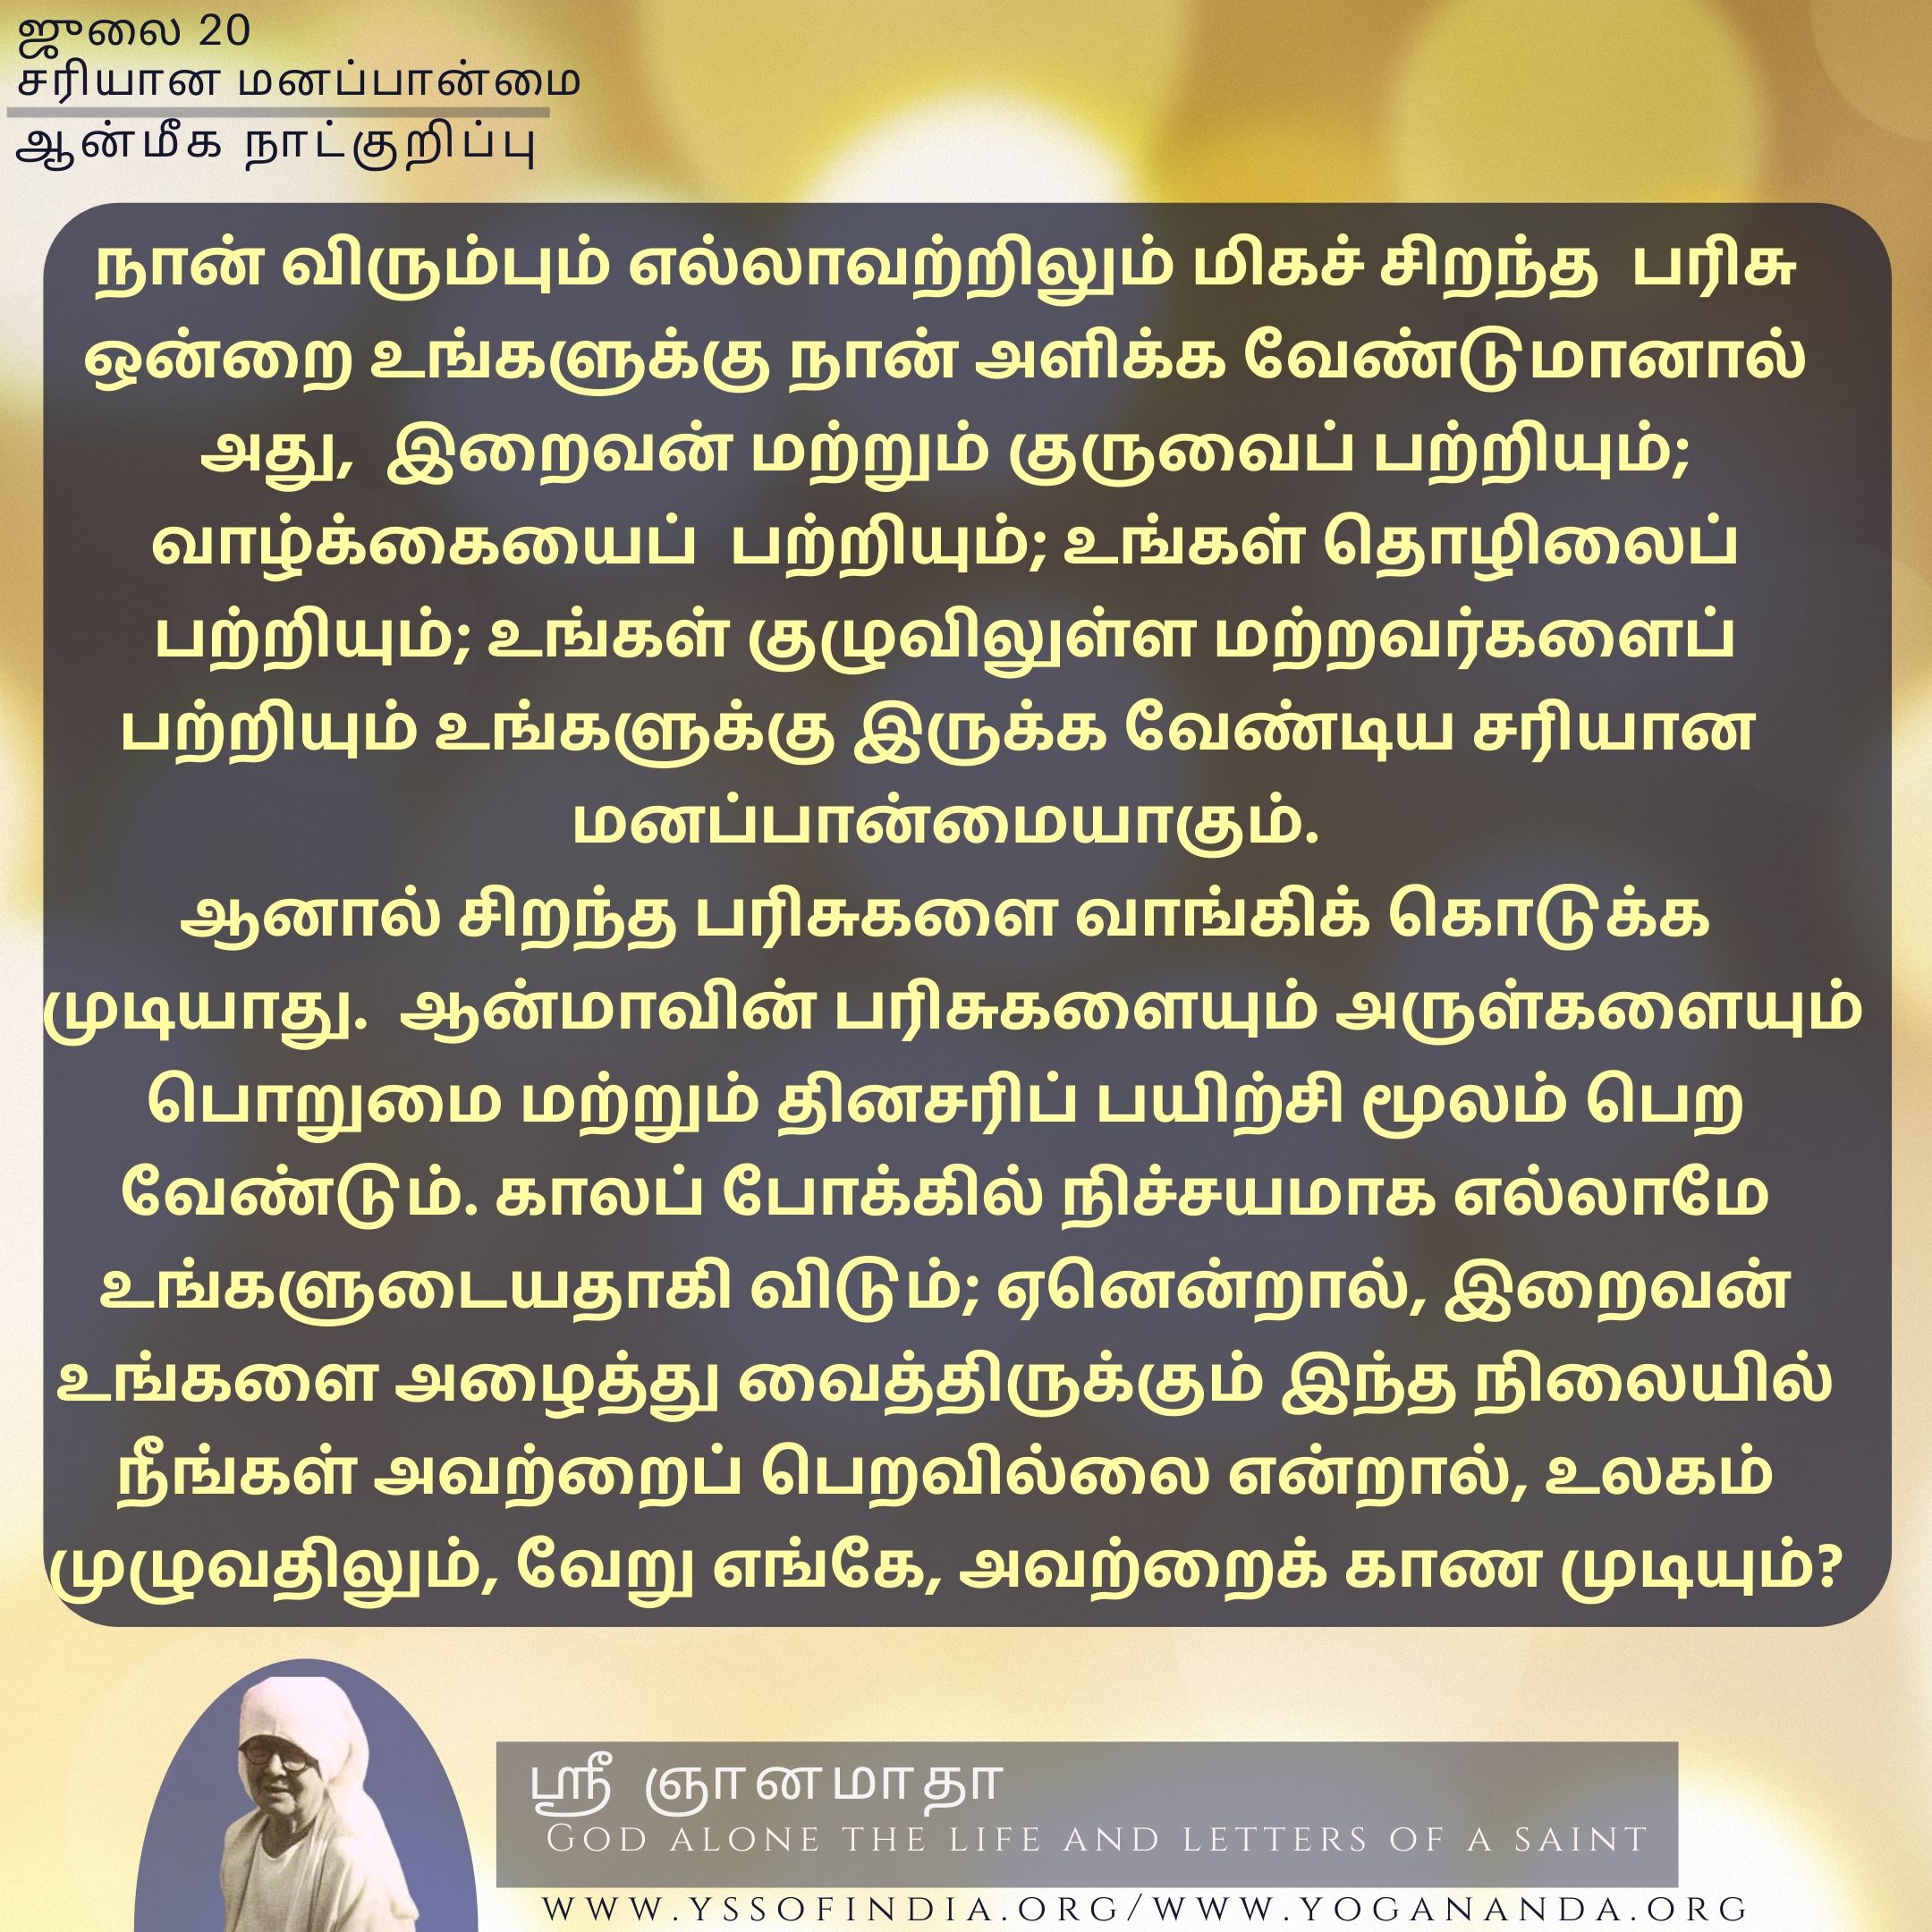 ஜுலை 20
சரியான மனப்பான்மை
ஆன்மீக நாட்குறிப்பு
நான் விரும்பும் எல்லாவற்றிலும் மிகச் சிறந்த பரிசு
ஒன்றை உங்களுக்கு நான் அளிக்க வேண்டுமானால்
அது, இறைவன் மற்றும் குருவைப் பற்றியும்;
வாழ்க்கையைப் பற்றியும்; உங்கள் தொழிலைப்
பற்றியும்; உங்கள் குழுவிலுள்ள மற்றவர்களைப்
பற்றியும் உங்களுக்கு இருக்க வேண்டிய சரியான
மனப்பான்மையாகும்.
ஆனால் சிறந்த பரிசுகளை வாங்கிக் கொடுக்க
முடியாது. ஆன்மாவின் பரிசுகளையும் அருள்களையும்
பொறுமை மற்றும் தினசரிப் பயிற்சி மூலம் பெற
வேண்டும். காலப் போக்கில் நிச்சயமாக எல்லாமே
உங்களுடையதாகி விடும்; ஏனென்றால், இறைவன்
உங்களை அழைத்து வைத்திருக்கும் இந்த நிலையில்
நீங்கள் அவற்றைப் பெறவில்லை என்றால், உலகம்
முழுவதிலும், வேறு எங்கே, அவற்றைக் காண முடியும்?
ஸ்ரீ ஞானமாதா
God alone the life and letters of a saint
www.yssofindia.org/www.yogananda.org